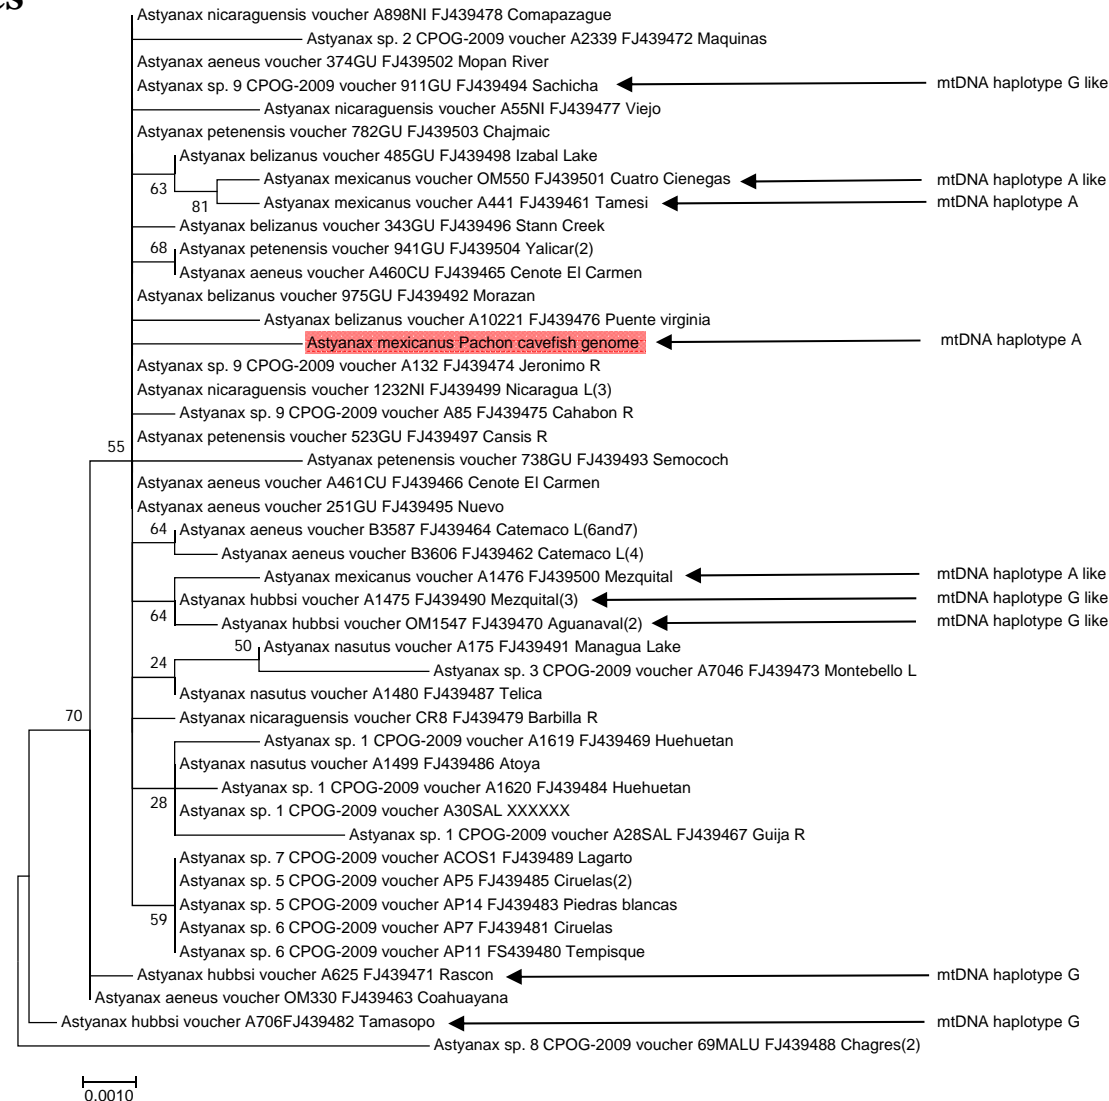 es
Astyanax nicaraguensis voucher A898NI FJ439478 Comapazague
Astyanax sp. 2 CPOG-2009 voucher A2339 FJ439472 Maquinas
Astyanax aeneus voucher 374GU FJ439502 Mopan River
Astyanax sp. 9 CPOG-2009 voucher 911GU FJ439494 Sachicha mtDNA haplotype G like
Astyanax nicaraguensis voucher A55NI FJ439477 Viejo
Astyanax petenensis voucher 782GU FJ439503 Chajmaic
Astyanax belizanus voucher 485GU FJ439498 Izabal Lake
63 Astyanax mexicanus voucher OM550 FJ439501 Cuatro Cienegas mtDNA haplotype A like
81 Astyanax mexicanus voucher A441 FJ439461 Tamesi mtDNA haplotype A
Astyanax belizanus voucher 343GU FJ439496 Stann Creek
68 Astyanax petenensis voucher 941GU FJ439504 Yalicar(2)
Astyanax aeneus voucher A460CU FJ439465 Cenote El Carmen
Astyanax belizanus voucher 975GU FJ439492 Morazan
Astyanax belizanus voucher A10221 FJ439476 Puente virginia
Astyanax mexicanus Pachon cavefish genome mtDNA haplotype A
Astyanax sp. 9 CPOG-2009 voucher A132 FJ439474 Jeronimo R
Astyanax nicaraguensis voucher 1232NI FJ439499 Nicaragua L(3)
Astyanax sp. 9 CPOG-2009 voucher A85 FJ439475 Cahabon R
Astyanax petenensis voucher 523GU FJ439497 Cansis R
55 Astyanax petenensis voucher 738GU FJ439493 Semococh
Astyanax aeneus voucher A461CU FJ439466 Cenote El Carmen
Astyanax aeneus voucher 251GU FJ439495 Nuevo
64 Astyanax aeneus voucher B3587 FJ439464 Catemaco L(6and7)
Astyanax aeneus voucher B3606 FJ439462 Catemaco L(4)
Astyanax mexicanus voucher A1476 FJ439500 Mezquital mtDNA haplotype A like
Astyanax hubbsi voucher A1475 FJ439490 Mezquital(3) mtDNA haplotype G like
64 Astyanax hubbsi voucher OM1547 FJ439470 Aguanaval(2) mtDNA haplotype G like
50 Astyanax nasutus voucher A175 FJ439491 Managua Lake
24 Astyanax sp. 3 CPOG-2009 voucher A7046 FJ439473 Montebello L
Astyanax nasutus voucher A1480 FJ439487 Telica
70 Astyanax nicaraguensis voucher CR8 FJ439479 Barbilla R
Astyanax sp. 1 CPOG-2009 voucher A1619 FJ439469 Huehuetan
Astyanax nasutus voucher A1499 FJ439486 Atoya
Astyanax sp. 1 CPOG-2009 voucher A1620 FJ439484 Huehuetan
28 Astyanax sp. 1 CPOG-2009 voucher A30SAL XXXXXX
Astyanax sp. 1 CPOG-2009 voucher A28SAL FJ439467 Guija R
Astyanax sp. 7 CPOG-2009 voucher ACOS1 FJ439489 Lagarto
Astyanax sp. 5 CPOG-2009 voucher AP5 FJ439485 Ciruelas(2)
Astyanax sp. 5 CPOG-2009 voucher AP14 FJ439483 Piedras blancas
59 Astyanax sp. 6 CPOG-2009 voucher AP7 FJ439481 Ciruelas
Astyanax sp. 6 CPOG-2009 voucher AP11 FS439480 Tempisque
Astyanax hubbsi voucher A625 FJ439471 Rascon mtDNA haplotype G
Astyanax aeneus voucher OM330 FJ439463 Coahuayana
Astyanax hubbsi voucher A706FJ439482 Tamasopo mtDNA haplotype G
Astyanax sp. 8 CPOG-2009 voucher 69MALU FJ439488 Chagres(2)
0.0010